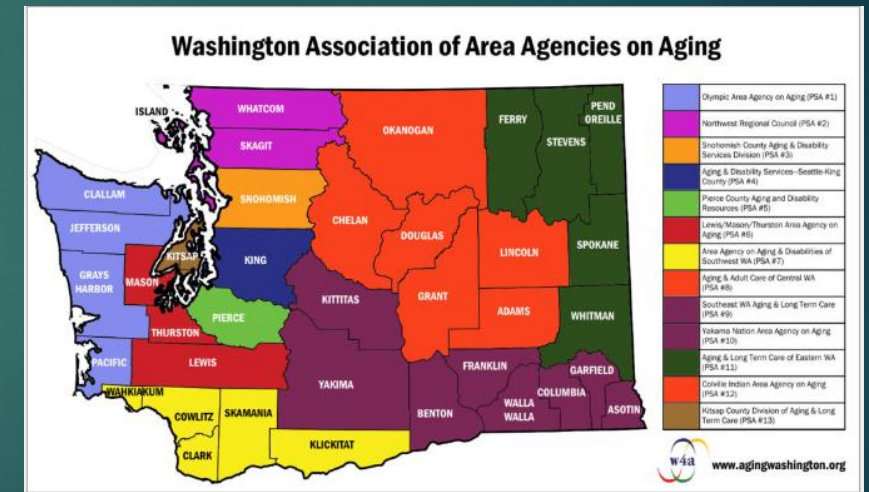 Washington Association of Area Agencies on Aging
ISLAND
WHATCOM
SKAGIT
SNOHOMISH
OKANOGAN
FERRY
STEVENS
PEND
OREILLE
CLALLAM
JEFFERSON
GRAYS
HARBOR
MASON
KITSAP
KING
CHELAN
DOUGLAS
LINCOLN
SPOKANE
KITTITAS
GRANT
ADAMS
WHITMAN
PIERCE
THURSTON
PACIFIC
LEWIS
YAKIMA
FRANKLIN
GARFIELD
COLUMBIA
WALLA
WALLA
BENTON
ASOTIN
WAHKIAKUM
COWLITZ
SKAMANIA
CLARK
KLICKITAT
Olympic Area Agency on Aging (PSA #1)
Northwest Regional Council (PSA #2)
Snohomish County Aging & Disability
Services Division (PSA #3)
Aging & Disability Services--Seattle-King
County (PSA #4)
Pierce County Aging and Disability
Resources (PSA #5)
Lewis/Mason/Thurston Area Agency on
Aging (PSA #6)
Area Agency on Aging & Disabilities of
Southwest WA (PSA #7)
Aging & Adult Care of Central WA
(PSA #8)
Southeast WA Aging & Long Term Care
(PSA #9)
Yakama Nation Area Agency on Aging
(PSA #10)
Aging & Long Term Care of Eastern WA
(PSA #11)
Colville Indian Area Agency on Aging
(PSA #12)
Kitsap County Division of Aging & Long
Term Care (PSA #13)
w4a
www.agingwashington.org